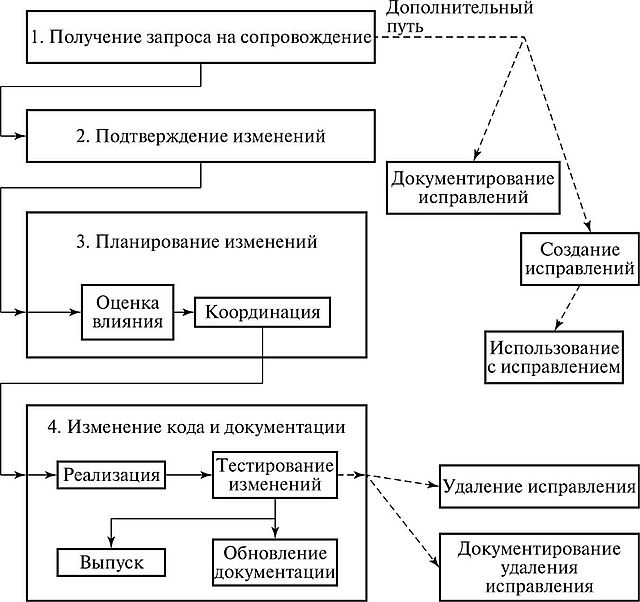 Дополнительный
путь
1. Получение запроса на сопровождение
2. Подтверждение изменений
Документирование
исправлений
3. Планирование изменений
Создание
исправлений
Оценка
влияния
Координация
Использование
с исправлением
4. Изменение кода и документации
Реализация
Тестирование
изменений
Удаление исправления
Выпуск
Обновление
документации
Документирование
удаления
исправления